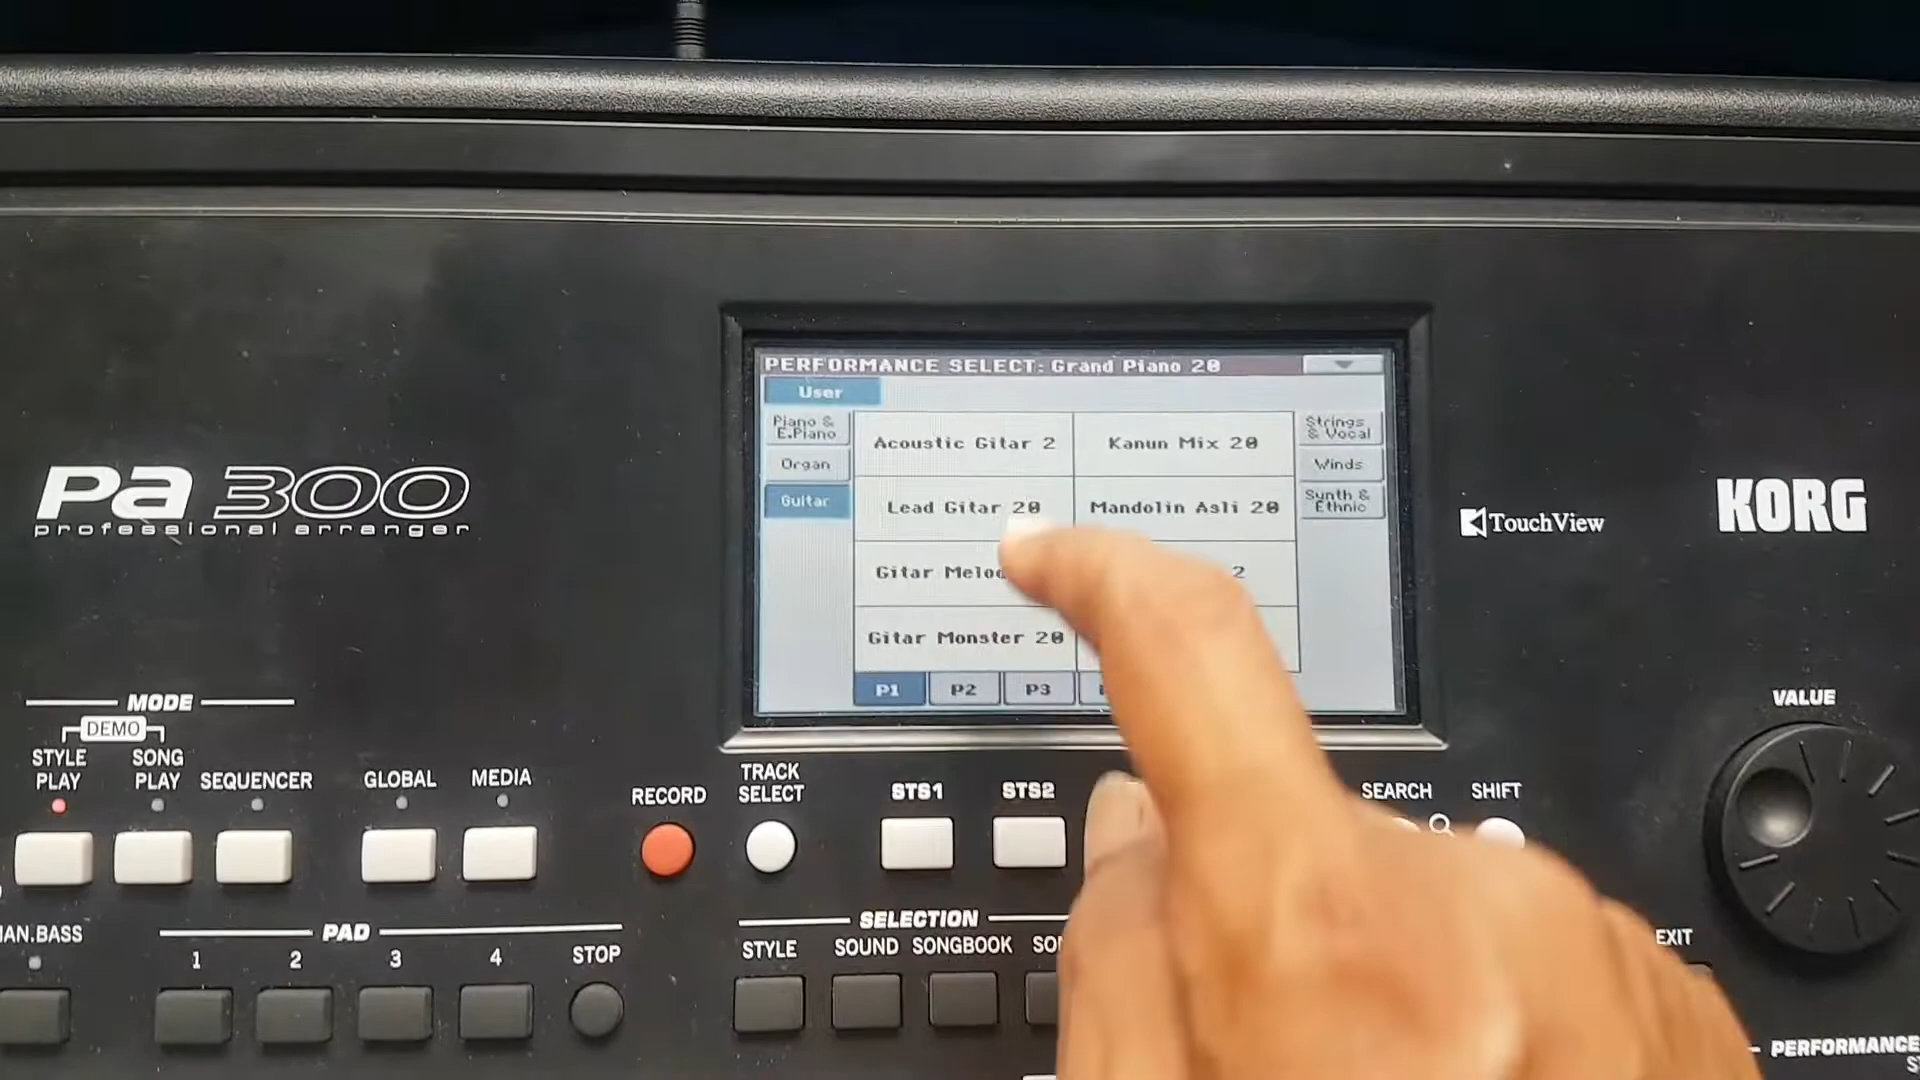 PERFORMANCE SELECT: Grand Piano 20
User
Piano &
E.Piano
Organ
Guitar
Acoustic Gitar 2
Kanun Mix 20
Lead Gitar 20
Mandolin Asli 20
Gitar
2
Gitar Monster 20
Strings
& Vocal
Winds
Synth &
Ethnic
P1
P2
P3
Pa 300
professional arranger
TouchView
KORG
MODE
DEMO
STYLE
PLAY
SONG
PLAY
SEQUENCER
GLOBAL
MEDIA
RECORD
TRACK
SELECT
STS1
STS2
SEARCH
SHIFT
VALUE
PAD
1
2
3
4
STOP
SELECTION
STYLE
SOUND
SONGBOOK
EXIT
PERFORMANCE